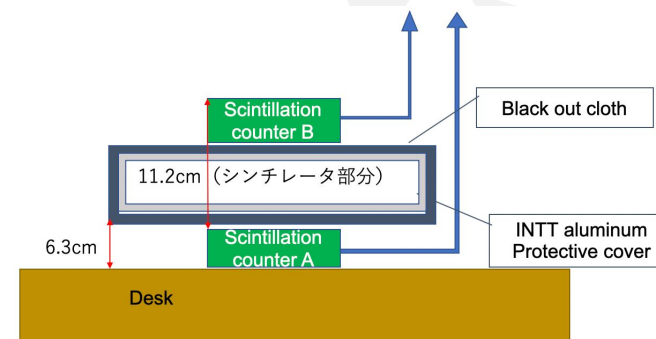 Scintillation
counter B
Black out cloth
11.2cm（シンチレータ部分）
INTT aluminum
Protective cover
Scintillation
counter A
6.3cm
Desk